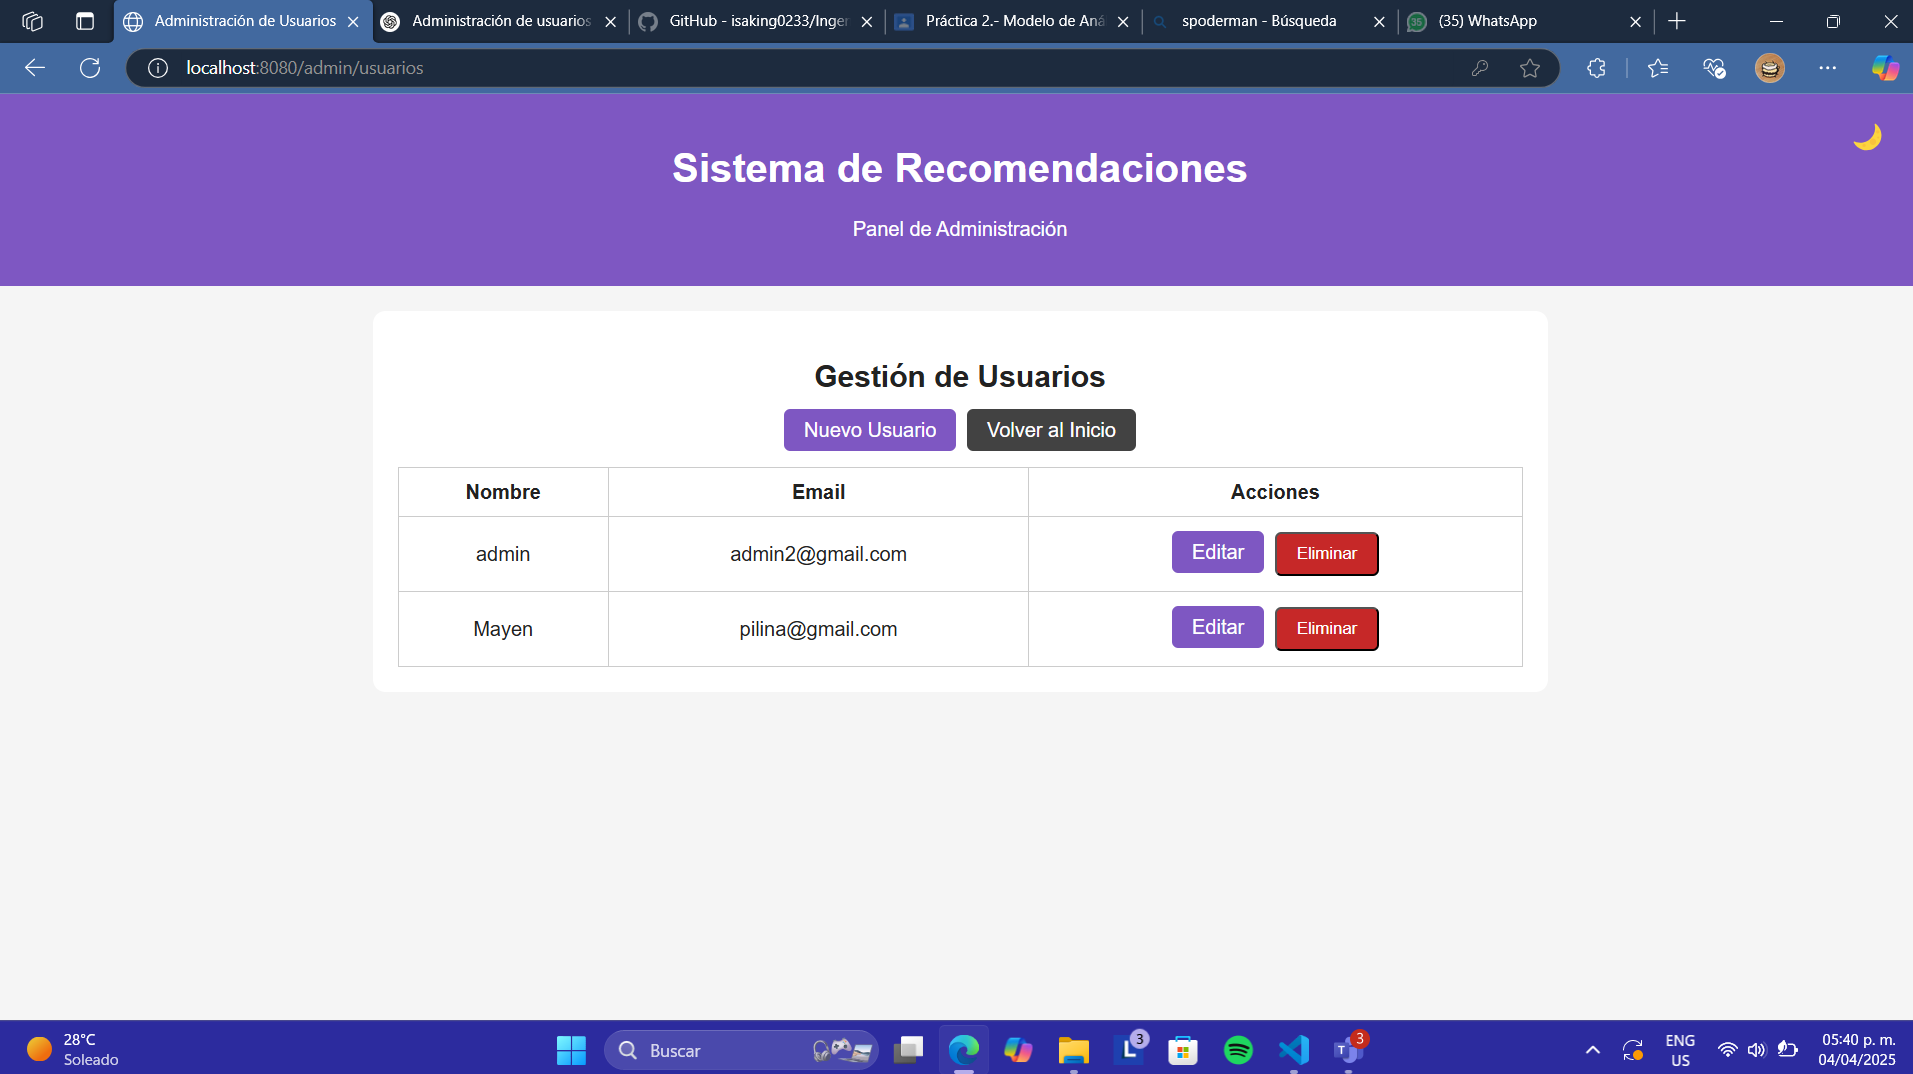 Administración de Usuarios
Administración de usuarios
GitHub - isaking0233/Inger
Práctica 2.- Modelo de Aná
spoderman - Búsqueda
35
(35) WhatsApp
localhost:8080/admin/usuarios
Sistema de Recomendaciones
Panel de Administración
Gestión de Usuarios
Nuevo Usuario Volver al Inicio
Nombre Email Acciones
admin admin2@gmail.com Editar Eliminar
Mayen pilina@gmail.com Editar Eliminar
28°C
Soleado
Buscar
L 3
T 3
ENG
US
05:40 p. m.
04/04/2025